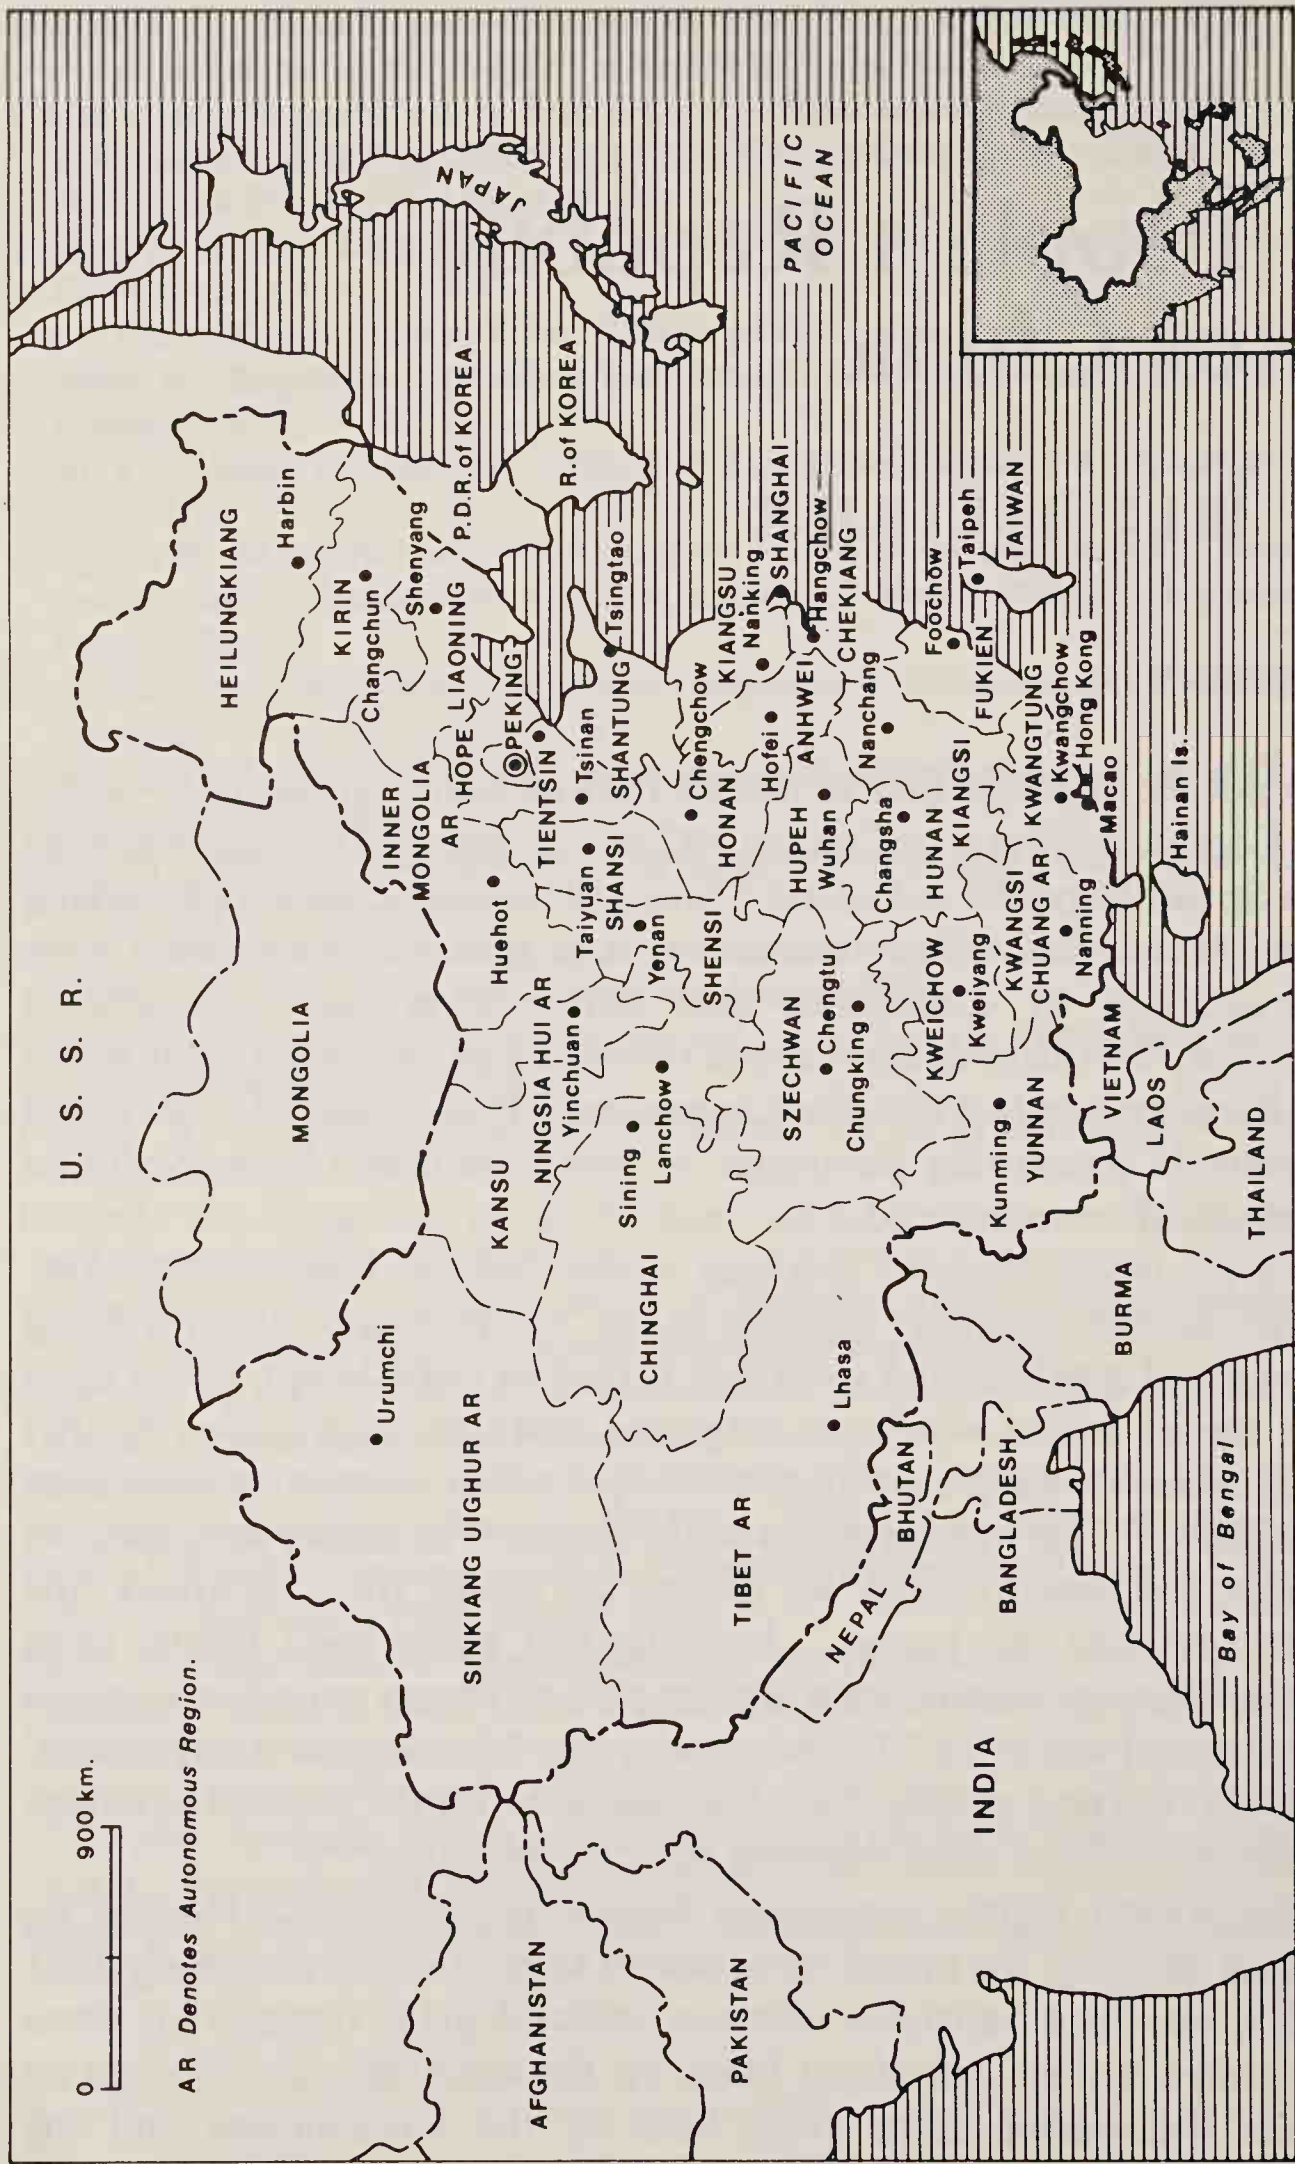 0 900 km.
AR Denotes Autonomous Region.
U. S. S. R.
MONGOLIA
HEILUNGKIANG
Harbin
KIRIN
Changchun
Shenyang
LIAONING
P.D.R. of KOREA
R. of KOREA
JAPAN
PACIFIC
OCEAN
INNER
MONGOLIA
AR
HOPE
PEKING
TIENTSIN
Huehot
Urumchi
SINKIANG UIGHUR AR
KANSU
NINGSIA HUI AR
Yinchuan
Taiyuan
SHANSI
Tsinan
SHANTUNG
Tsingtao
Yenan
SHENSI
Sining
Lanchow
CHINGHAI
Chengchow
HONAN
KIANGSU
Nanking
SHANGHAI
Hofei
ANHWEI
Hangchow
CHEKIANG
HUPEH
Wuhan
SZECHWAN
Chengtu
Chungking
TIBET AR
Lhasa
Nanchang
KIANGSI
Changsha
HUNAN
KWEICHOW
Kweiyang
Foochow
FUKIEN
Taipeh
TAIWAN
KWANGTUNG
Kwangchow
Hong Kong
Macao
Hainan Is.
KWANGSI
CHUANG AR
Nanning
Kunming
YUNNAN
VIETNAM
LAOS
THAILAND
BURMA
AFGHANISTAN
PAKISTAN
INDIA
NEPAL
BHUTAN
BANGLADESH
Bay of Bengal